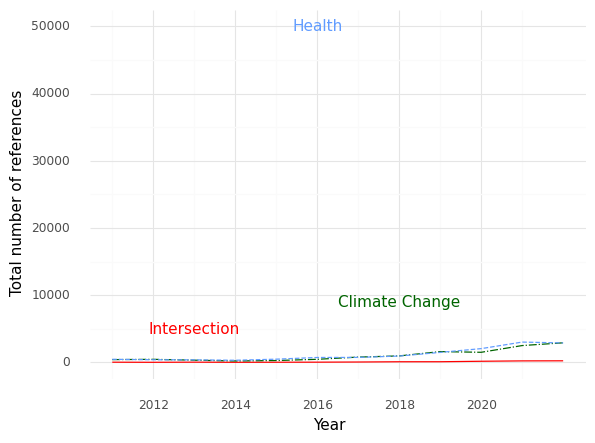 Health
Climate Change
Intersection
Total number of references
50000
40000
30000
20000
10000
0
2012
2014
2016
2018
2020
Year